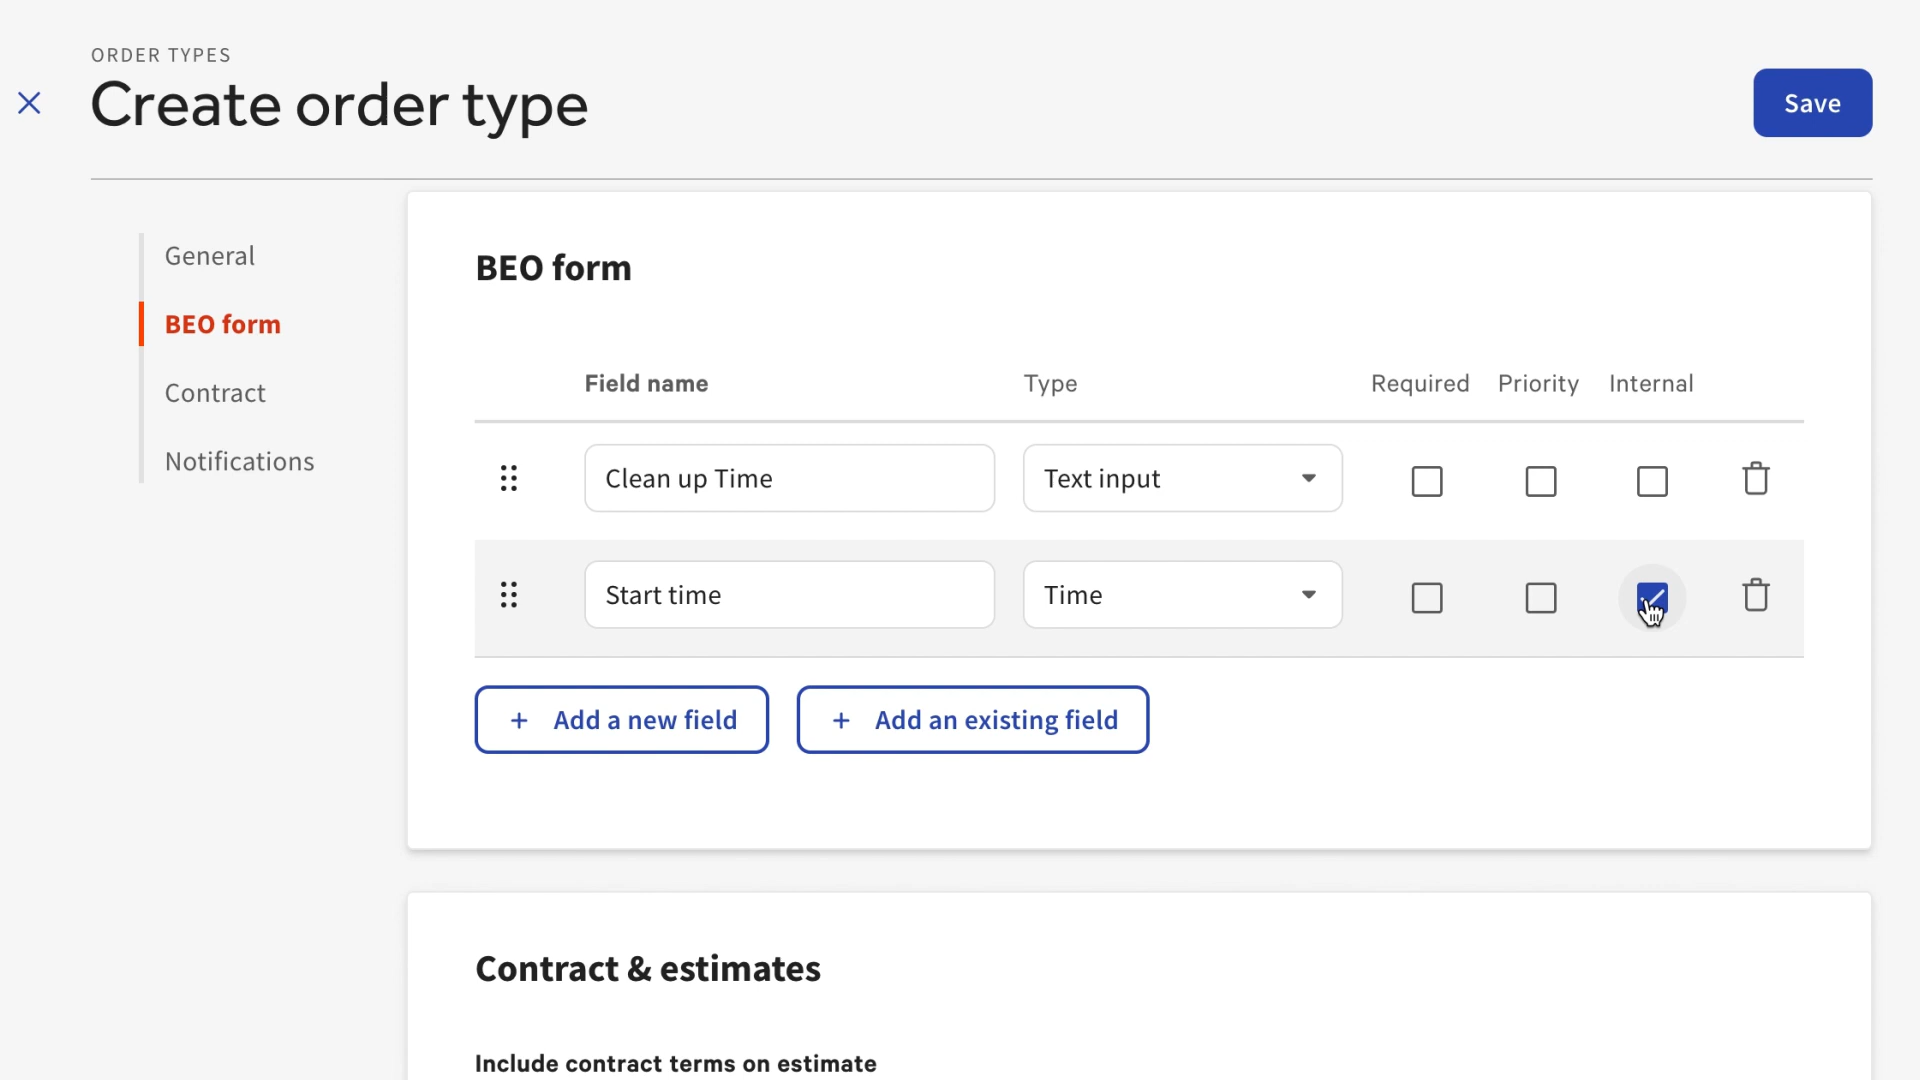 ORDER TYPES
Create order type
Save
General
BEO form
Contract
Notifications
BEO form
Field name Type Required Priority Internal
Clean up Time Text input
Start time Time
+ Add a new field + Add an existing field
Contract & estimates
Include contract terms on estimate